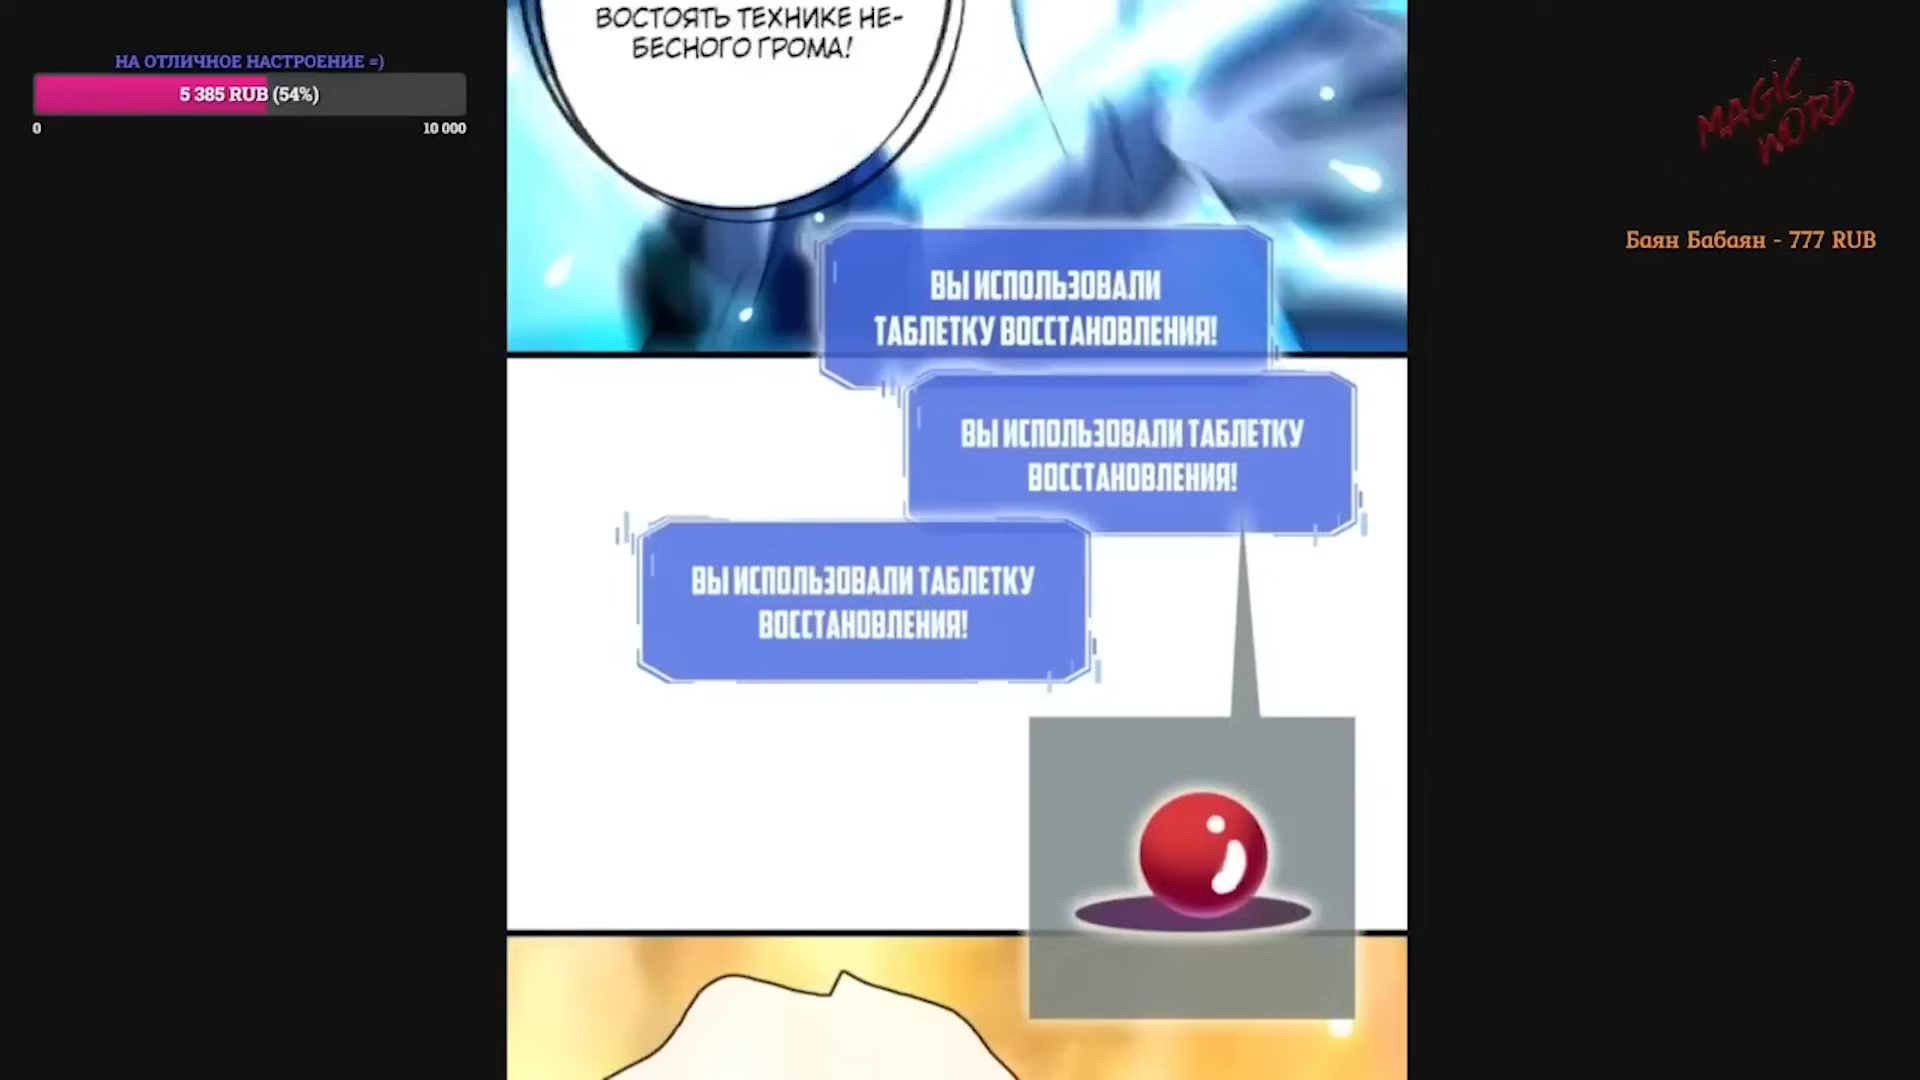 ВОСТОЯТЬ ТЕХНИКЕ НЕ-
БЕСНОГО ГРОМА!
НА ОТЛИЧНОЕ НАСТРОЕНИЕ =)
5 385 RUB (54%)
0
10 000
MAGIC
WORD
Баян Бабаян - 777 RUB
ВЫ ИСПОЛЬЗОВАЛИ
ТАБЛЕТКУ ВОССТАНОВЛЕНИЯ!
ВЫ ИСПОЛЬЗОВАЛИ ТАБЛЕТКУ
ВОССТАНОВЛЕНИЯ!
ВЫ ИСПОЛЬЗОВАЛИ ТАБЛЕТКУ
ВОССТАНОВЛЕНИЯ!